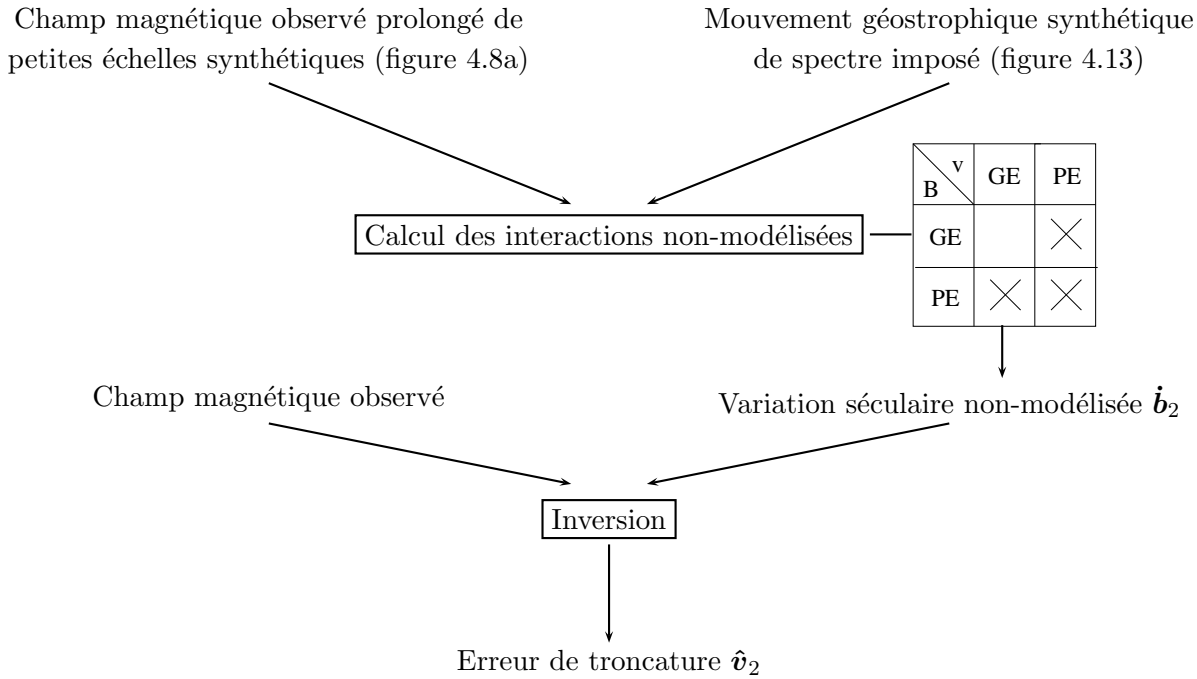 Champ magnétique observé prolongé de
petites échelles synthétiques (figure 4.8a)
Mouvement géostrophique synthétique
de spectre imposé (figure 4.13)
Calcul des interactions non-modélisées
v
B
GE
PE
GE
PE
Champ magnétique observé
Variation séculaire non-modélisée ḃ₂
Inversion
Erreur de troncature v̂₂